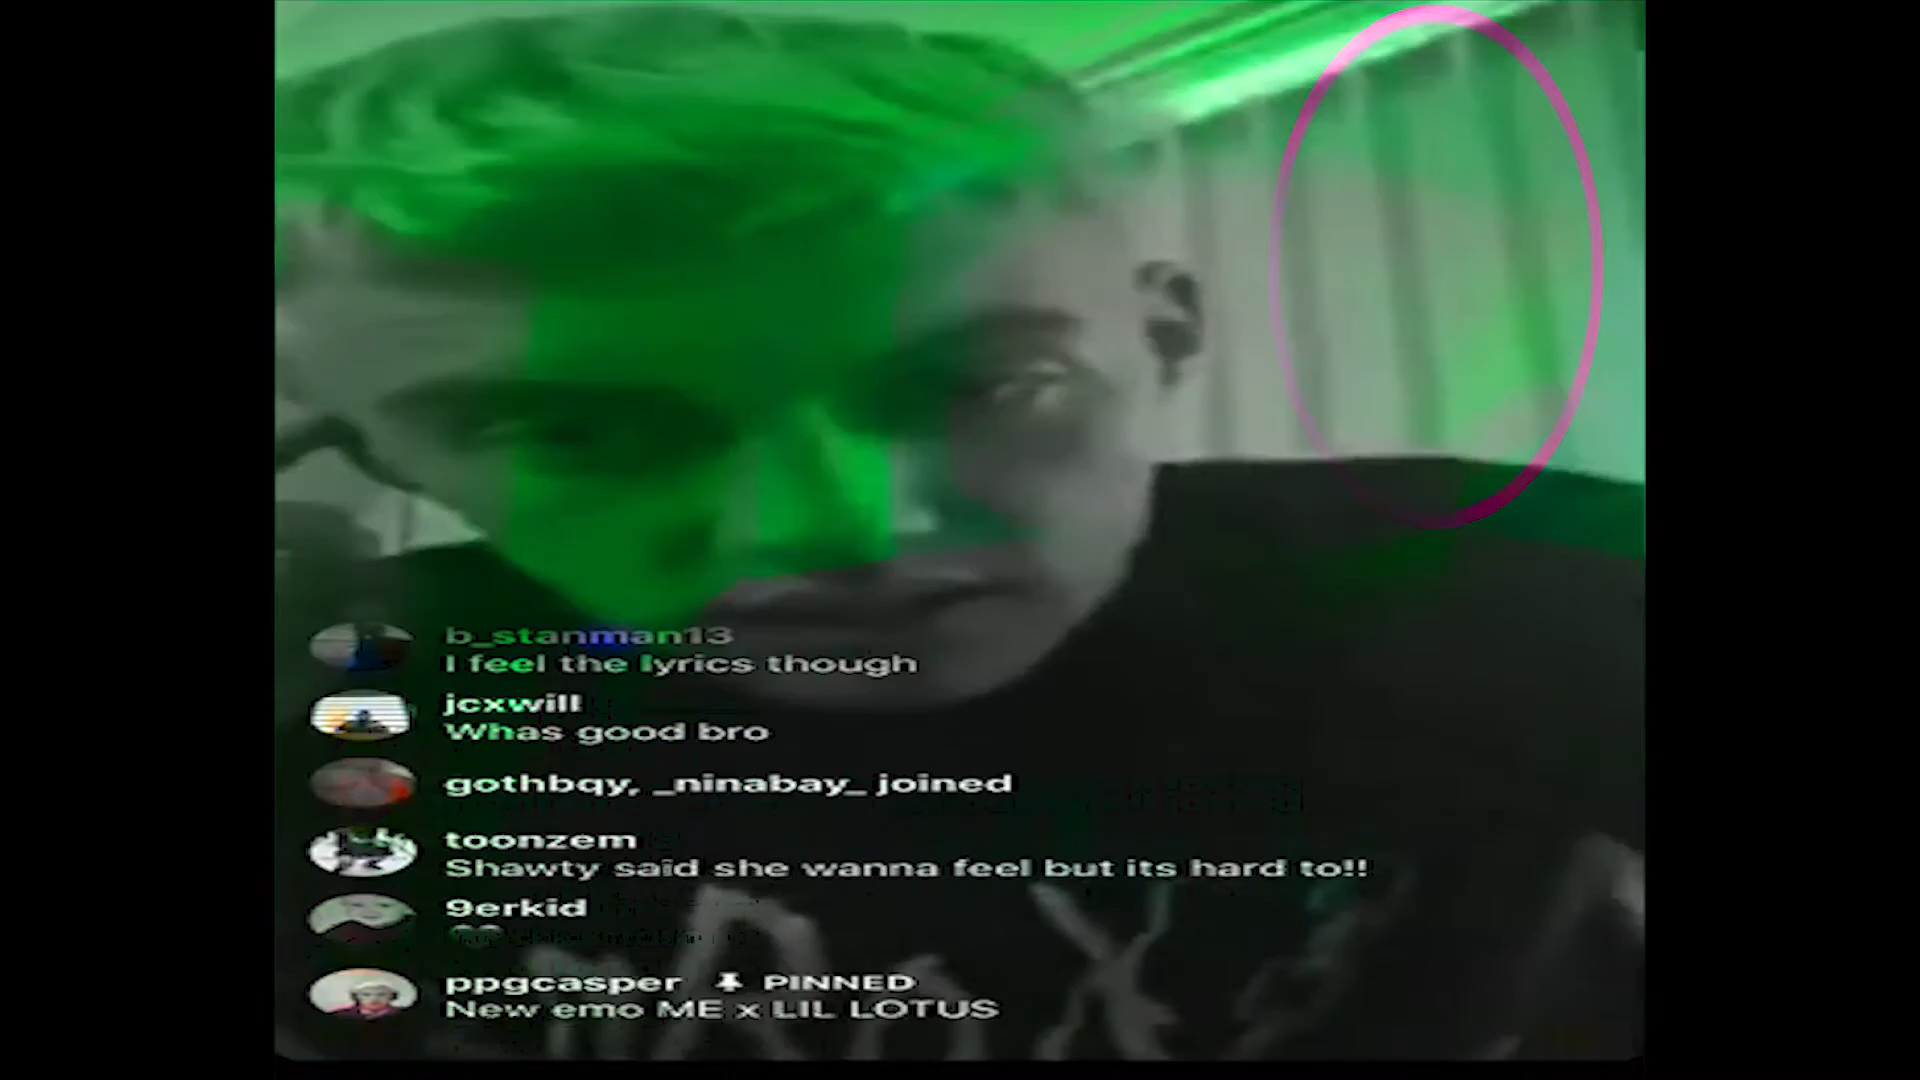 b_stanman13
I feel the lyrics though
jcxwill
Whas good bro
gothbqy, _ninabay_ joined
toonzem
Shawty said she wanna feel but its hard to!!
9erkid
ppgcasper PINNED
New emo ME x LIL LOTUS